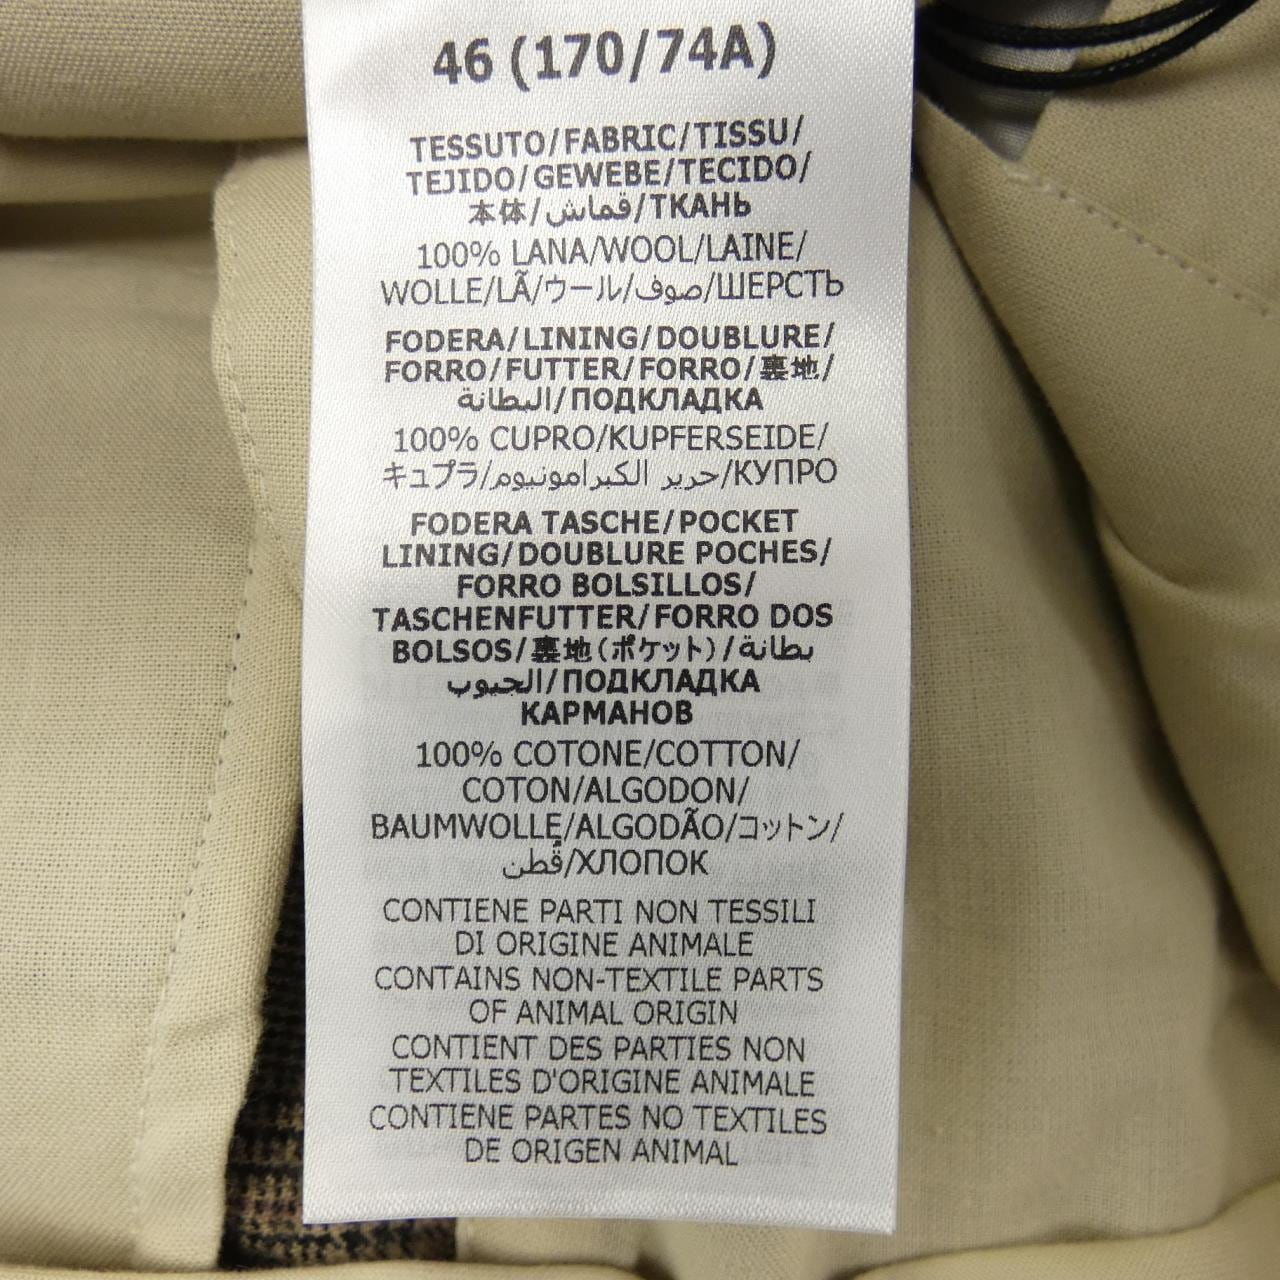 46 (170/74A)
TESSUTO/FABRIC/TISSU/
TEJIDO/GEWEBE/TECIDO/
本体/قماش/ТКАНЬ
100% LANA/WOOL/LAINE/
WOLLE/LÃ/ウール/صوف/ШЕРСТЬ
FODERA/LINING/DOUBLURE/
FORRO/FUTTER/FORRO/裏地/
البطانة/ПОДКЛАДКА
100% CUPRO/KUPFERSEIDE/
キュプラ/حرير الكبرامونيوم/КУПРО
FODERA TASCHE/POCKET
LINING/DOUBLURE POCHES/
FORRO BOLSILLOS/
TASCHENFUTTER/FORRO DOS
BOLSOS/裏地(ポケット)/بطانة
الجيوب/ПОДКЛАДКА
КАРМАНОВ
100% COTONE/COTTON/
COTON/ALGODON/
BAUMWOLLE/ALGODÃO/コットン/
قُطن/ХЛОПОК
CONTIENE PARTI NON TESSILI
DI ORIGINE ANIMALE
CONTAINS NON-TEXTILE PARTS
OF ANIMAL ORIGIN
CONTIENT DES PARTIES NON
TEXTILES D'ORIGINE ANIMALE
CONTIENE PARTES NO TEXTILES
DE ORIGEN ANIMAL